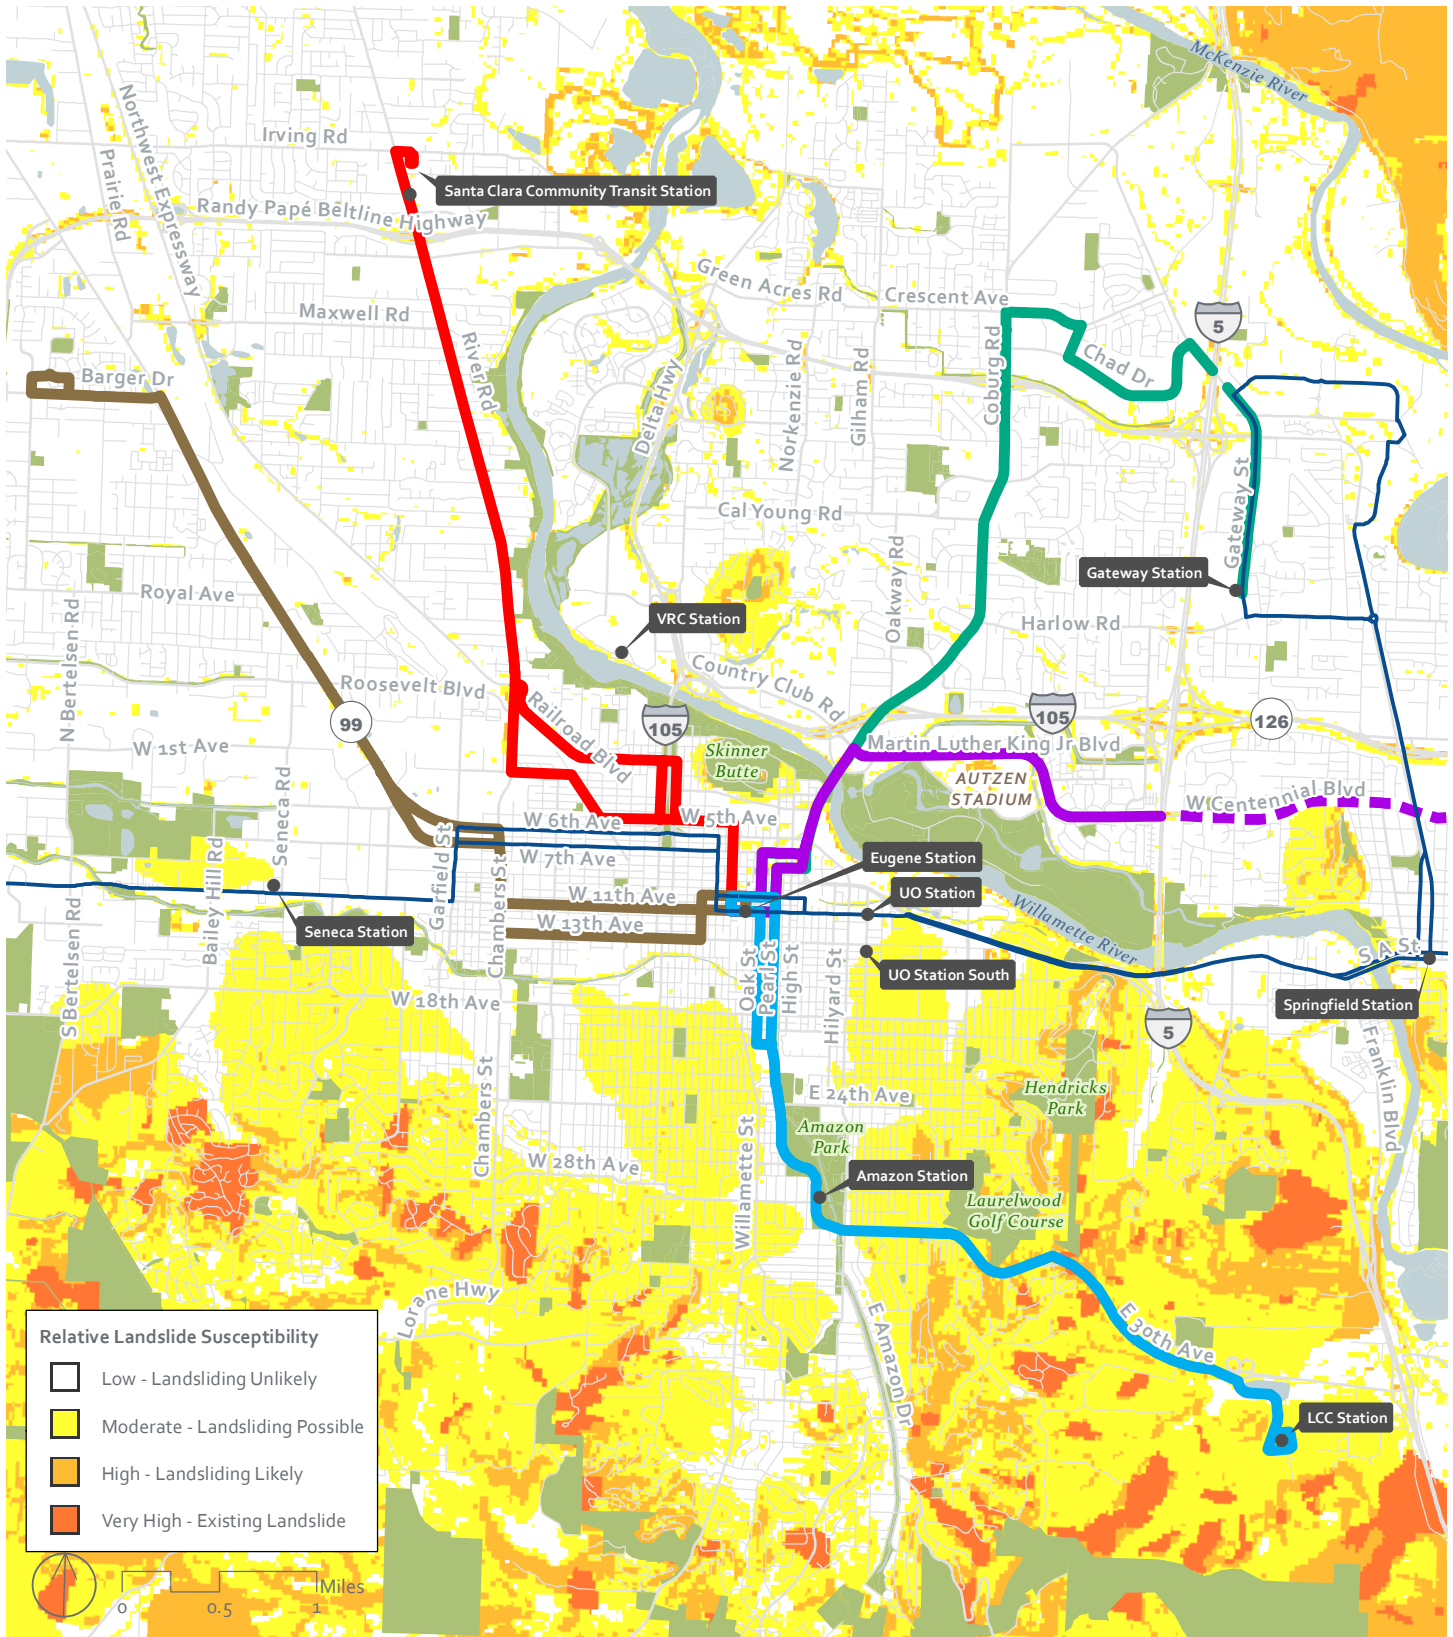 McKenzie River
Northwest Expressway
Prairie Rd
Irving Rd
Santa Clara Community Transit Station
Randy Papé Beltline Highway
Green Acres Rd
Crescent Ave
Maxwell Rd
5
River Rd
Coburg Rd
Chad Dr
Barger Dr
Delta Hwy
Norkenzie Rd
Gilham Rd
Gateway St
Cal Young Rd
Oakway Rd
Gateway Station
Royal Ave
N Bertelsen Rd
VRC Station
Harlow Rd
Country Club Rd
Roosevelt Blvd
Railroad Blvd
99
105
105
126
W 1st Ave
Skinner
Butte
Martin Luther King Jr Blvd
AUTZEN
STADIUM
W Centennial Blvd
Seneca Rd
W 6th Ave
W 5th Ave
Garfield St
W 7th Ave
Eugene Station
Bailey Hill Rd
Chambers St
W 11th Ave
UO Station
S Bertelsen Rd
Seneca Station
W 13th Ave
Willamette River
S A St
UO Station South
Oak St
Pearl St
High St
Hilyard St
W 18th Ave
Springfield Station
5
Franklin Blvd
Chambers St
E 24th Ave
Hendricks
Park
Amazon
Park
Willamette St
W 28th Ave
Amazon Station
Laurelwood
Golf Course
Lorane Hwy
E Amazon Dr
E 30th Ave
LCC Station
Relative Landslide Susceptibility
Low - Landsliding Unlikely
Moderate - Landsliding Possible
High - Landsliding Likely
Very High - Existing Landslide
Miles
0 0.5 1